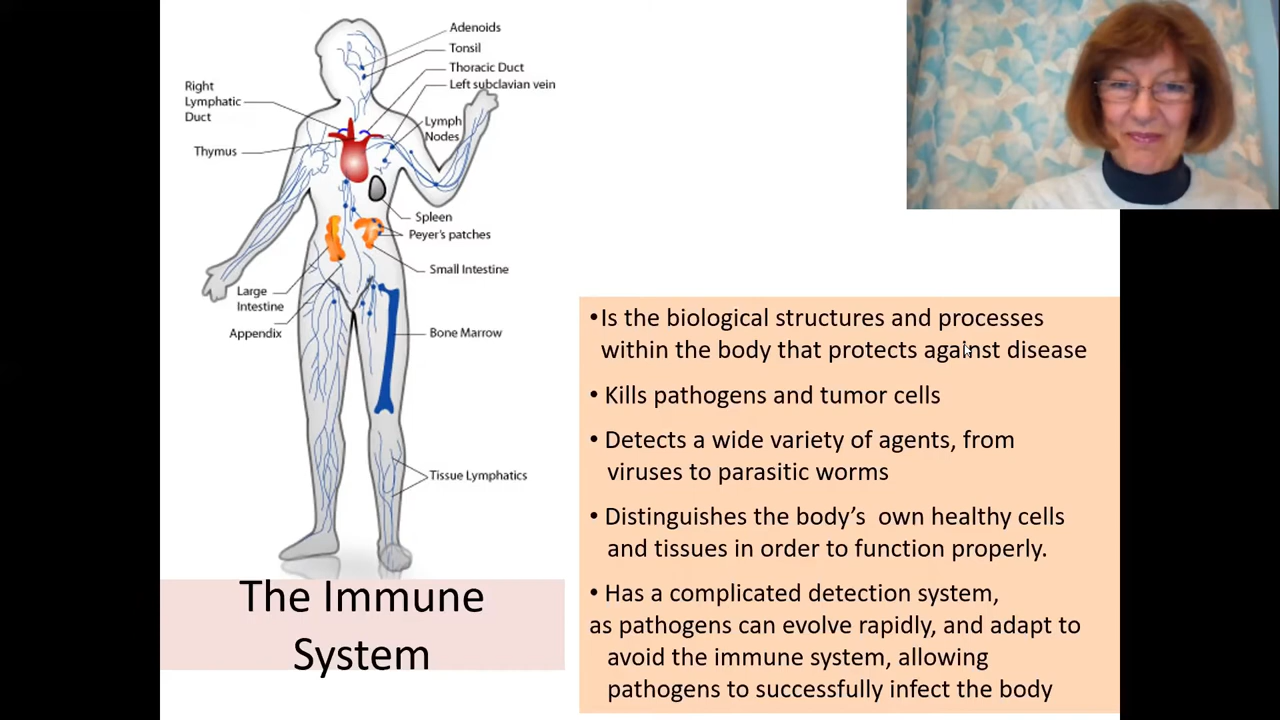 Adenoids
Tonsil
Thoracic Duct
Left subclavian vein
Right
Lymphatic
Duct
Lymph
Nodes
Thymus
Spleen
Peyer's patches
Small Intestine
Large
Intestine
Appendix
Bone Marrow
Tissue Lymphatics
The Immune
System
•Is the biological structures and processes
within the body that protects against disease
• Kills pathogens and tumor cells
• Detects a wide variety of agents, from
viruses to parasitic worms
• Distinguishes the body’s  own healthy cells
and tissues in order to function properly.
• Has a complicated detection system,
as pathogens can evolve rapidly, and adapt to
avoid the immune system, allowing
pathogens to successfully infect the body